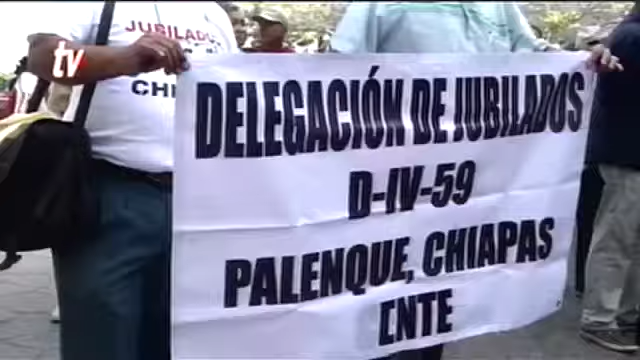 tv
JUBILADO
CHI
DELEGACIÓN DE JUBILADOS
D-IV-59
PALENQUE, CHIAPAS
CNTE